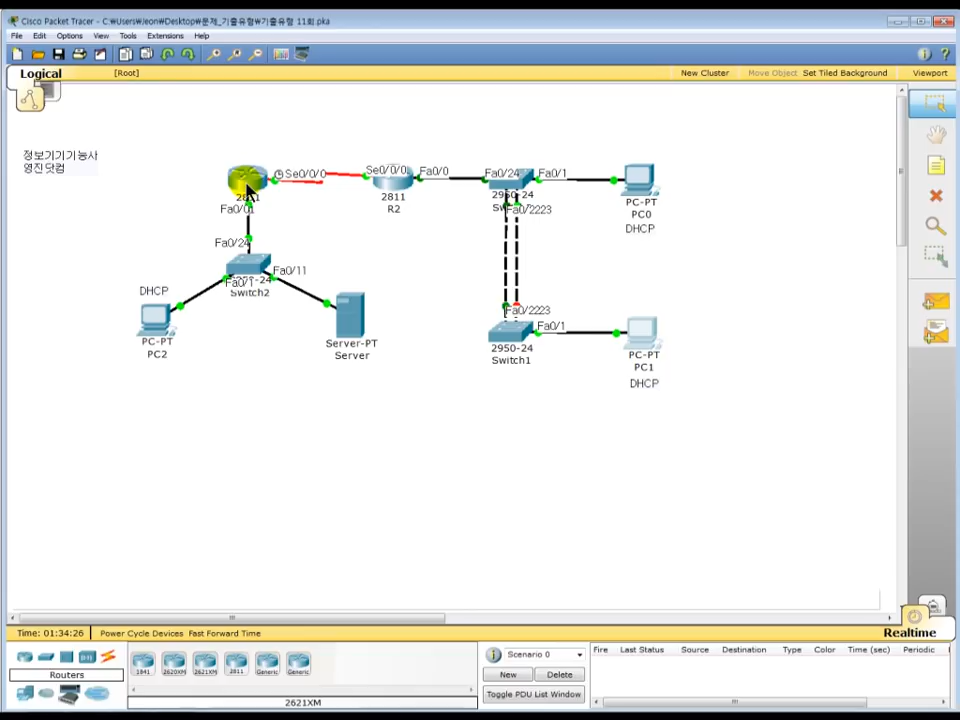 Cisco Packet Tracer - C:\Users\leon\Desktop\문제_기출유형\기출유형 11회.pka
File Edit Options View Tools Extensions Help
Logical [Root] New Cluster Move Object Set Tiled Background Viewport
정보기기기능사
영진닷컴
Se0/0/0
Se0/0/0
Fa0/0
Fa0/24
Fa0/1
2811
R2
2950-24
PC-PT
PC0
DHCP
Fa0/24
Fa0/11
Fa0/1
Switch2
DHCP
PC-PT
PC2
Server-PT
Server
Fa0/2223
Fa0/2223
Fa0/1
2950-24
Switch1
PC-PT
PC1
DHCP
Time: 01:34:26 Power Cycle Devices Fast Forward Time Realtime
Routers
1841 2620XM 2621XM 2811 Generic Generic
2621XM
Scenario 0
New Delete
Toggle PDU List Window
Fire Last Status Source Destination Type Color Time (sec) Periodic